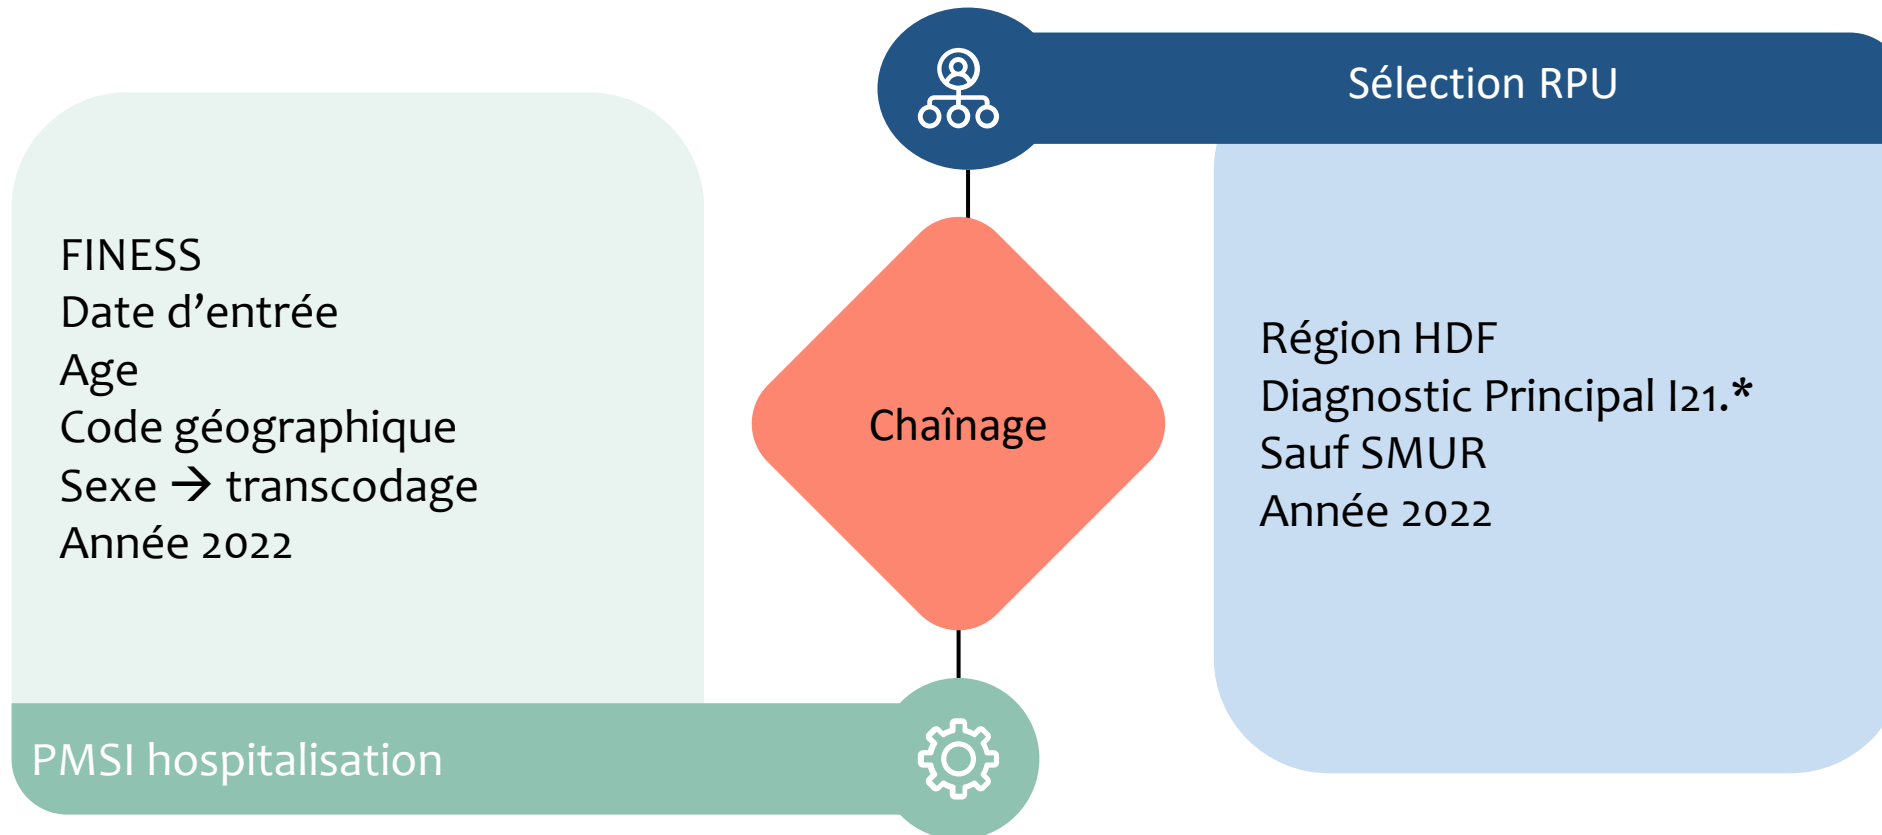 Sélection RPU
FINESS
Date d’entrée
Age
Code géographique
Sexe → transcodage
Année 2022
Chaînage
Région HDF
Diagnostic Principal I21.*
Sauf SMUR
Année 2022
PMSI hospitalisation